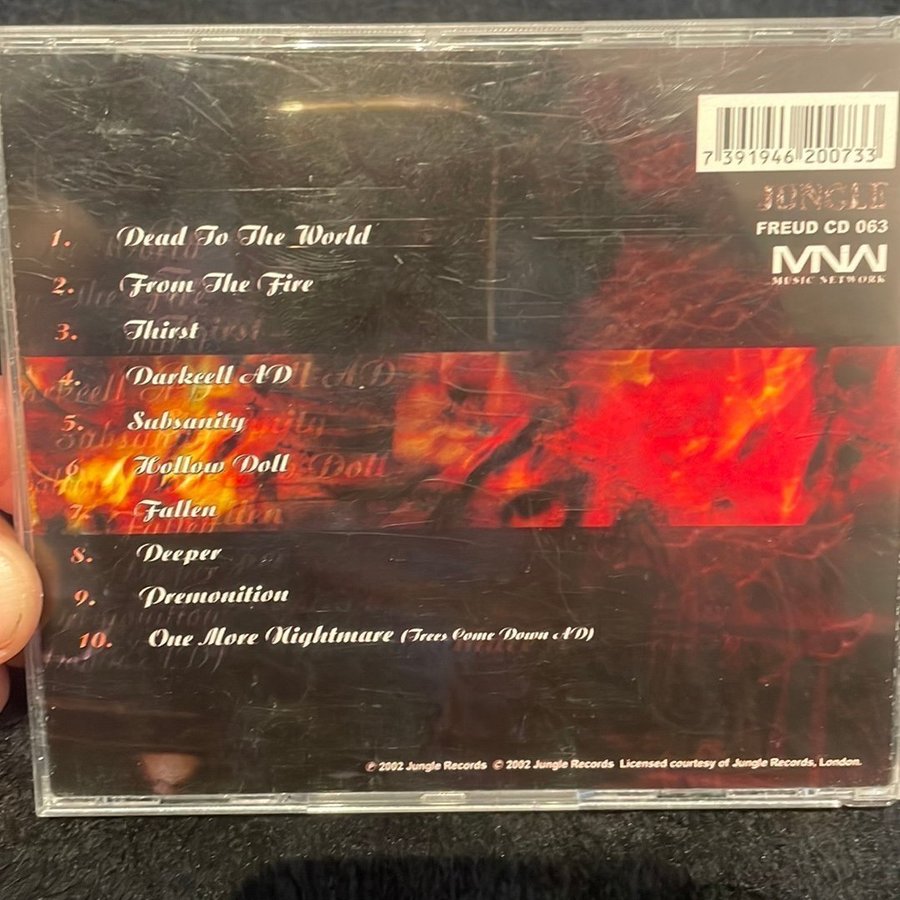 7 391946 200733
JUNGLE
FREUD CD 063
MNW
MUSIC NETWORK
1. Dead To The World
2. From The Fire
3. Thirst
4. Darkcell AD
5. Subsanity
6 Hollow Doll
7. Fallen
8. Deeper
9. Premonition
10. One More Nightmare (Trees Come Down AD)
℗ 2002 Jungle Records © 2002 Jungle Records Licensed courtesy of Jungle Records, London.